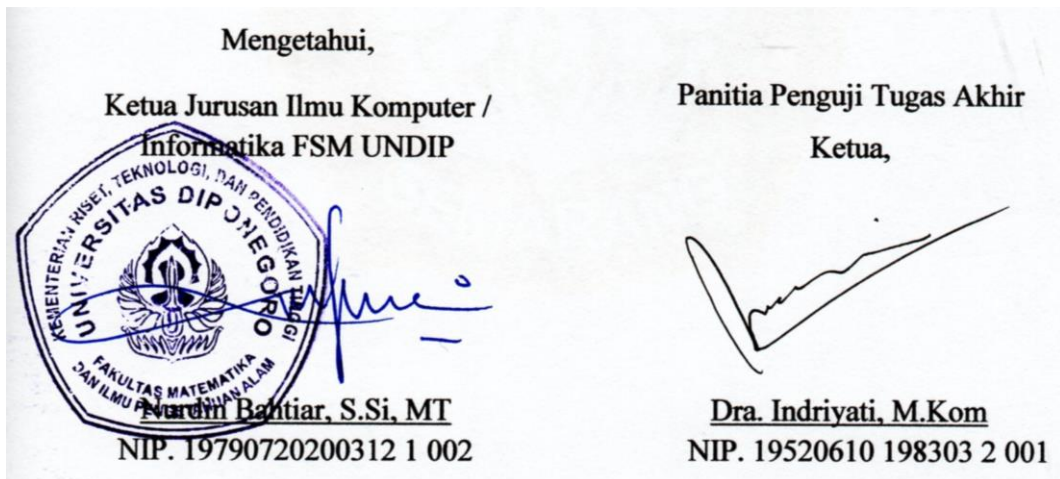 Mengetahui,
Ketua Jurusan Ilmu Komputer /
Informatika FSM UNDIP
KEMENTERIAN RISET, TEKNOLOGI, DAN PENDIDIKAN TINGGI
UNIVERSITAS DIPONEGORO
FAKULTAS MATEMATIKA
DAN ILMU PENGETAHUAN ALAM
Nurdin Bahtiar, S.Si, MT
NIP. 19790720200312 1 002
Panitia Penguji Tugas Akhir
Ketua,
Dra. Indriyati, M.Kom
NIP. 19520610 198303 2 001